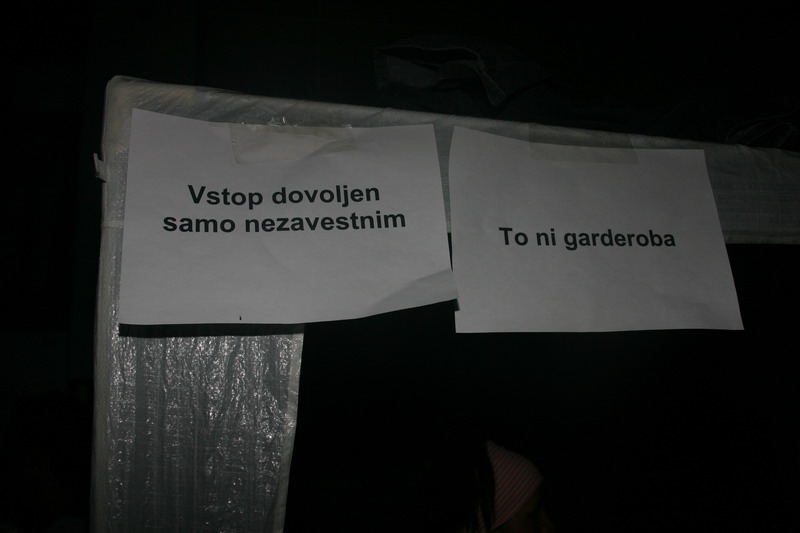 Vstop dovoljen
samo nezavestnim
To ni garderoba